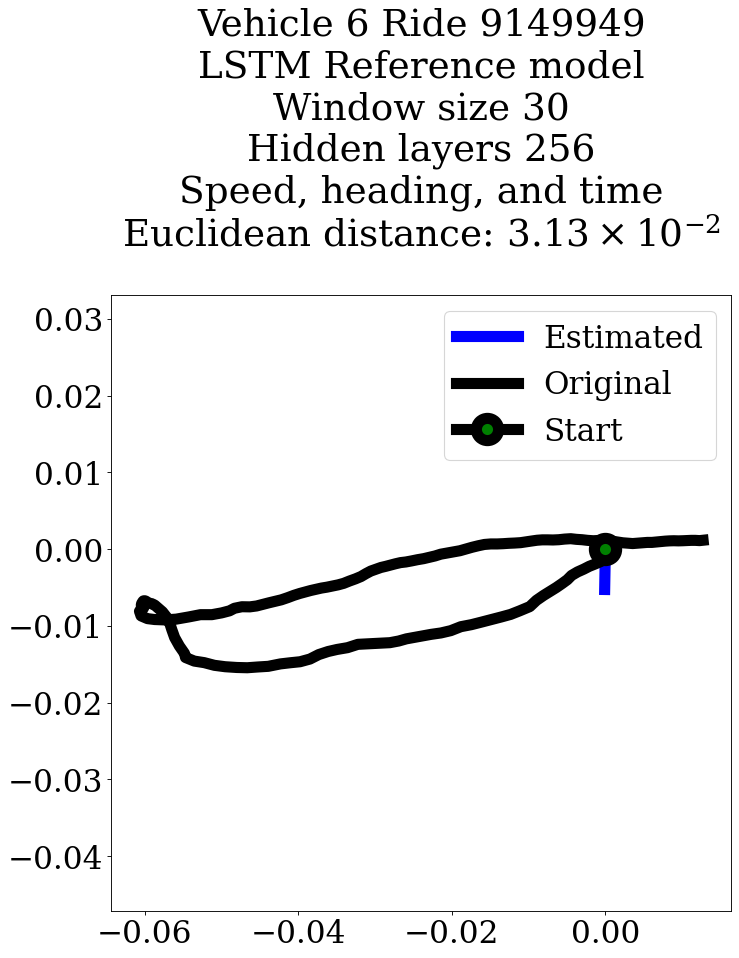 Vehicle 6 Ride 9149949
LSTM Reference model
Window size 30
Hidden layers 256
Speed, heading, and time
Euclidean distance: 3.13 × 10⁻²
Estimated
Original
Start
0.03
0.02
0.01
0.00
−0.01
−0.02
−0.03
−0.04
−0.06 −0.04 −0.02 0.00